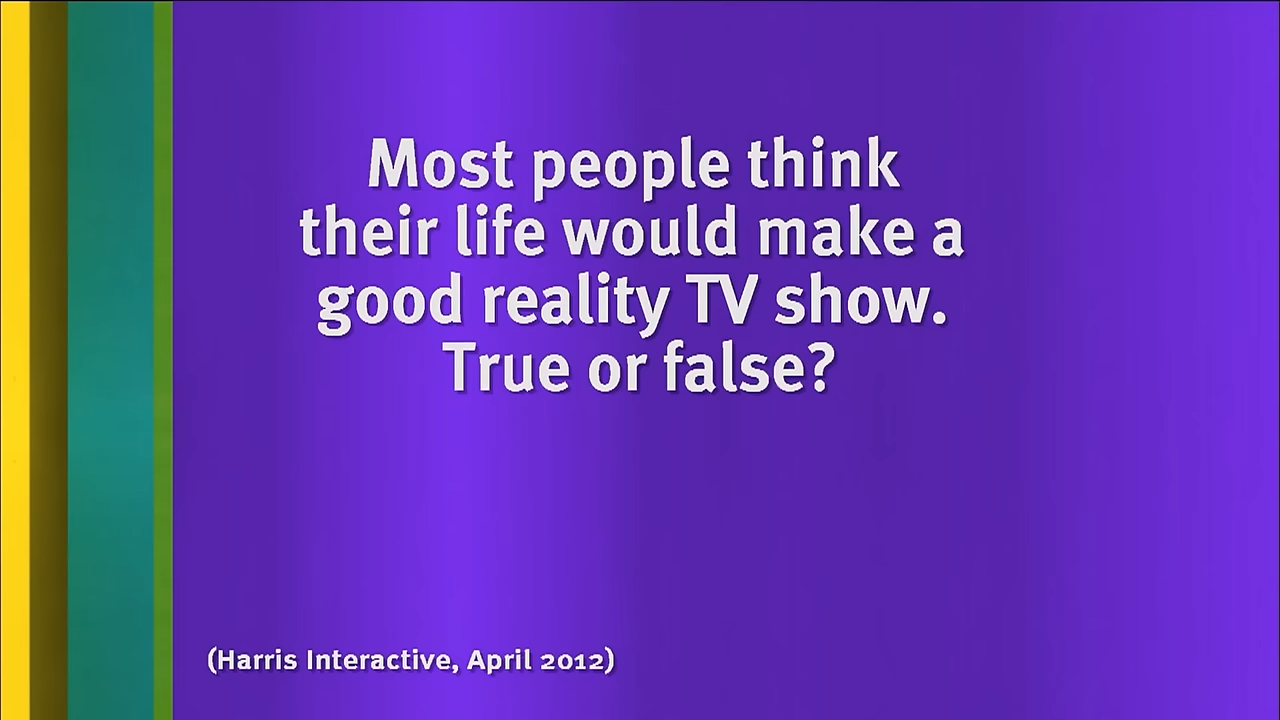 Most people think
their life would make a
good reality TV show.
True or false?
(Harris Interactive, April 2012)